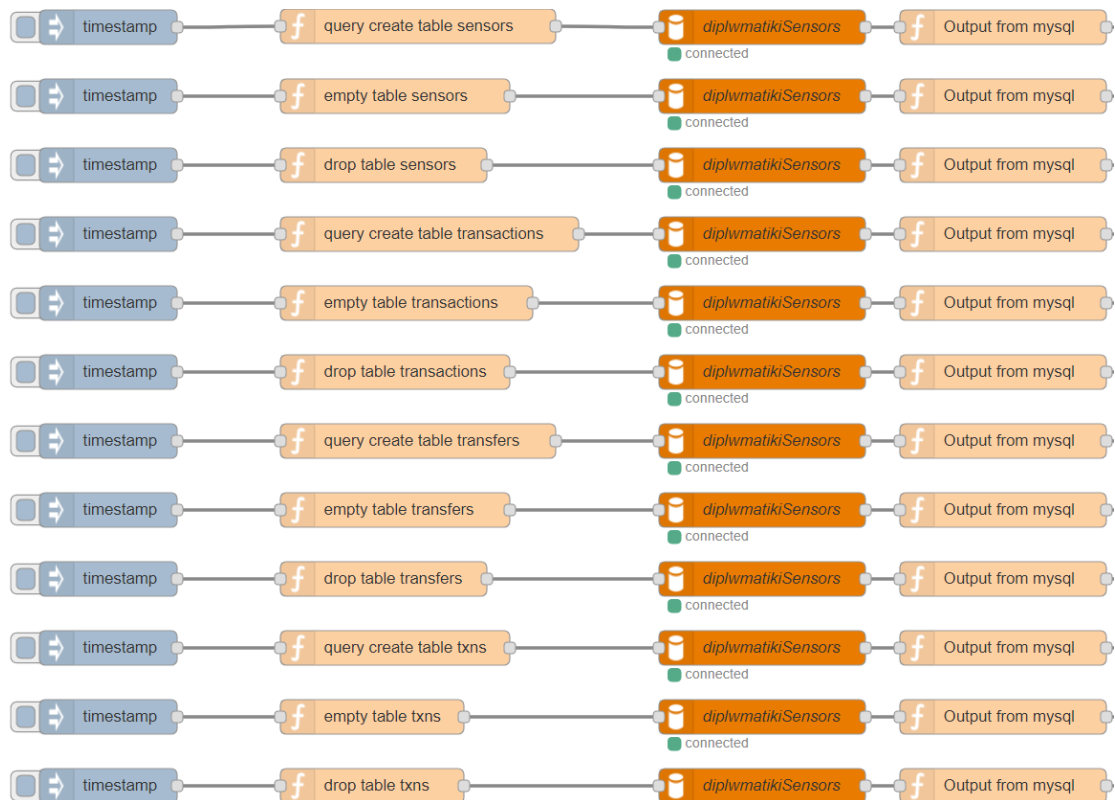 timestamp query create table sensors diplwmatikiSensors Output from mysql
connected
timestamp empty table sensors diplwmatikiSensors Output from mysql
connected
timestamp drop table sensors diplwmatikiSensors Output from mysql
connected
timestamp query create table transactions diplwmatikiSensors Output from mysql
connected
timestamp empty table transactions diplwmatikiSensors Output from mysql
connected
timestamp drop table transactions diplwmatikiSensors Output from mysql
connected
timestamp query create table transfers diplwmatikiSensors Output from mysql
connected
timestamp empty table transfers diplwmatikiSensors Output from mysql
connected
timestamp drop table transfers diplwmatikiSensors Output from mysql
connected
timestamp query create table txns diplwmatikiSensors Output from mysql
connected
timestamp empty table txns diplwmatikiSensors Output from mysql
connected
timestamp drop table txns diplwmatikiSensors Output from mysql